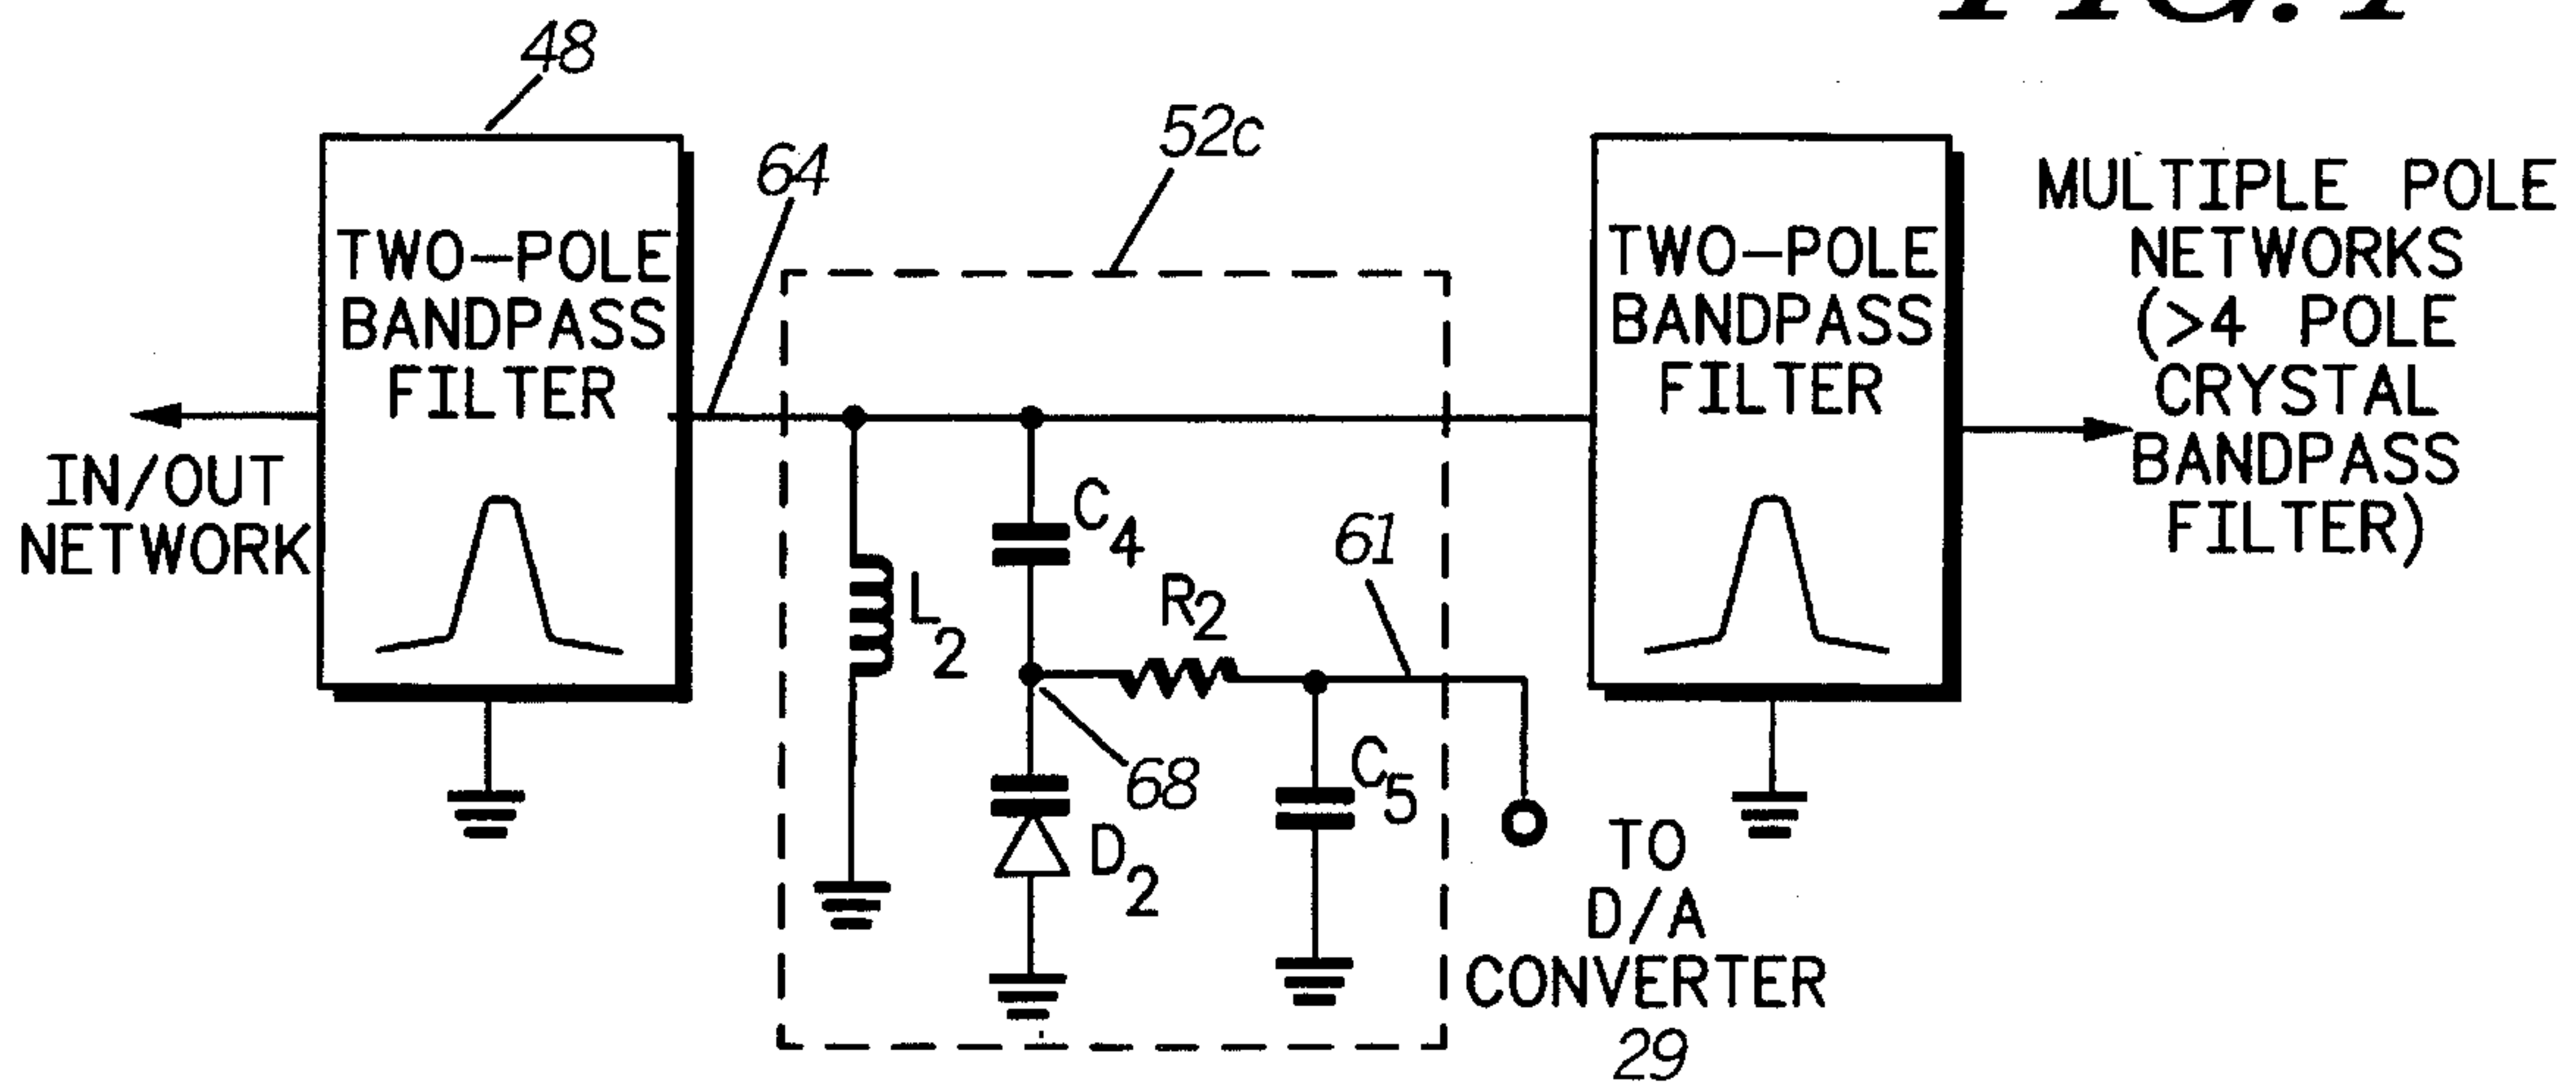 48
64
52c
TWO-POLE
BANDPASS
FILTER
TWO-POLE
BANDPASS
FILTER
MULTIPLE POLE
NETWORKS
(>4 POLE
CRYSTAL
BANDPASS
FILTER)
IN/OUT
NETWORK
L2
C4
R2
61
68
D2
C5
TO
D/A
CONVERTER
29